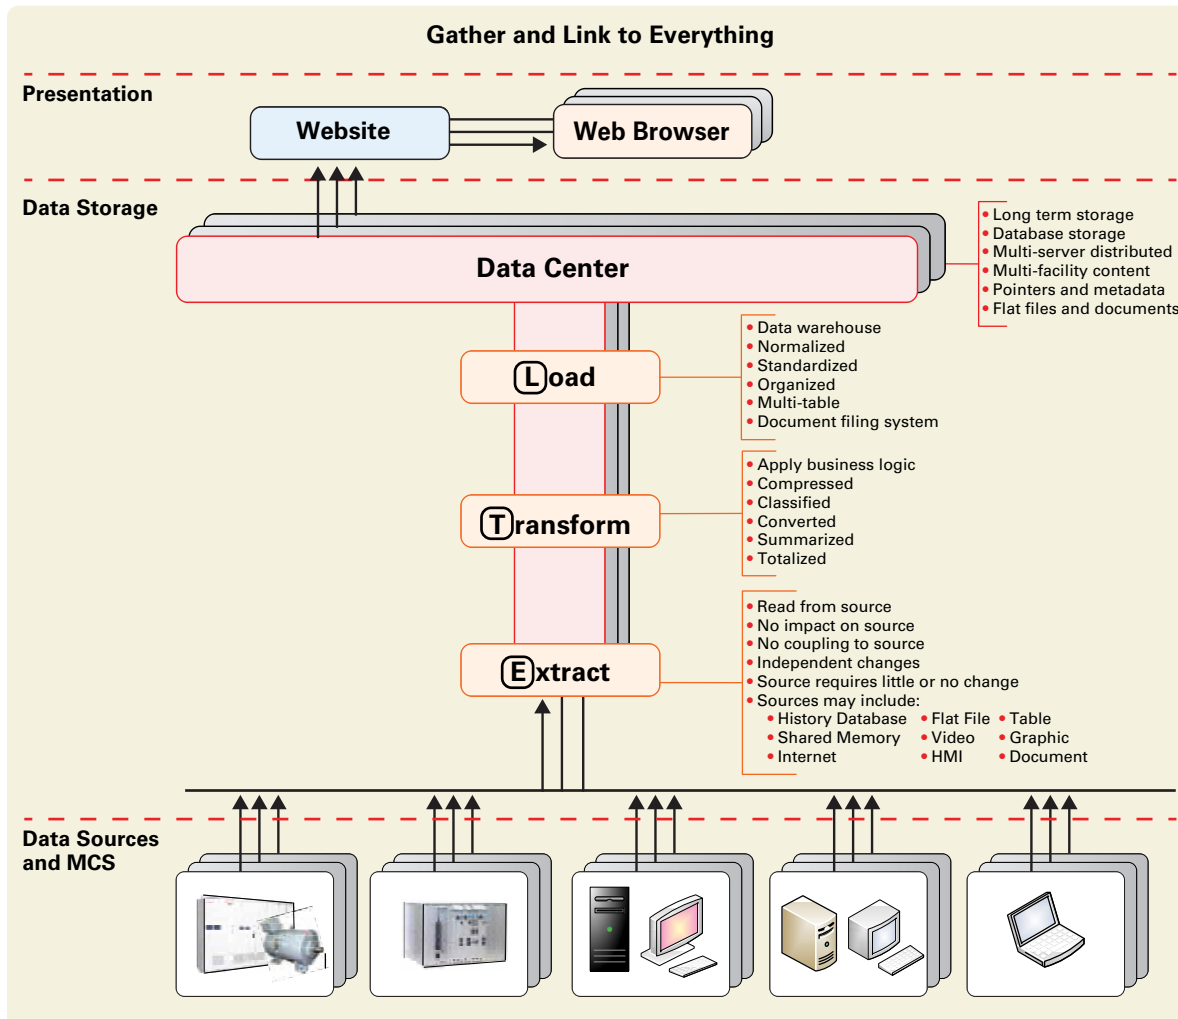 Gather and Link to Everything
Presentation
Website
Web Browser
Data Storage
Data Center
• Long term storage
• Database storage
• Multi-server distributed
• Multi-facility content
• Pointers and metadata
• Flat files and documents
Load
• Data warehouse
• Normalized
• Standardized
• Organized
• Multi-table
• Document filing system
Transform
• Apply business logic
• Compressed
• Classified
• Converted
• Summarized
• Totalized
Extract
• Read from source
• No impact on source
• No coupling to source
• Independent changes
• Source requires little or no change
• Sources may include:
• History Database • Flat File • Table
• Shared Memory • Video • Graphic
• Internet • HMI • Document
Data Sources
and MCS